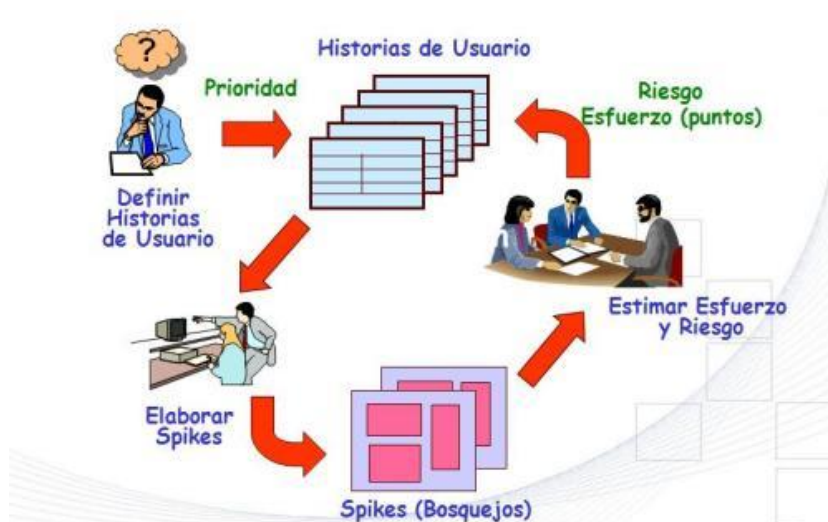 ?
Historias de Usuario
Prioridad
Riesgo
Esfuerzo (puntos)
Definir
Historias
de Usuario
Estimar Esfuerzo
y Riesgo
Elaborar
Spikes
Spikes (Bosquejos)